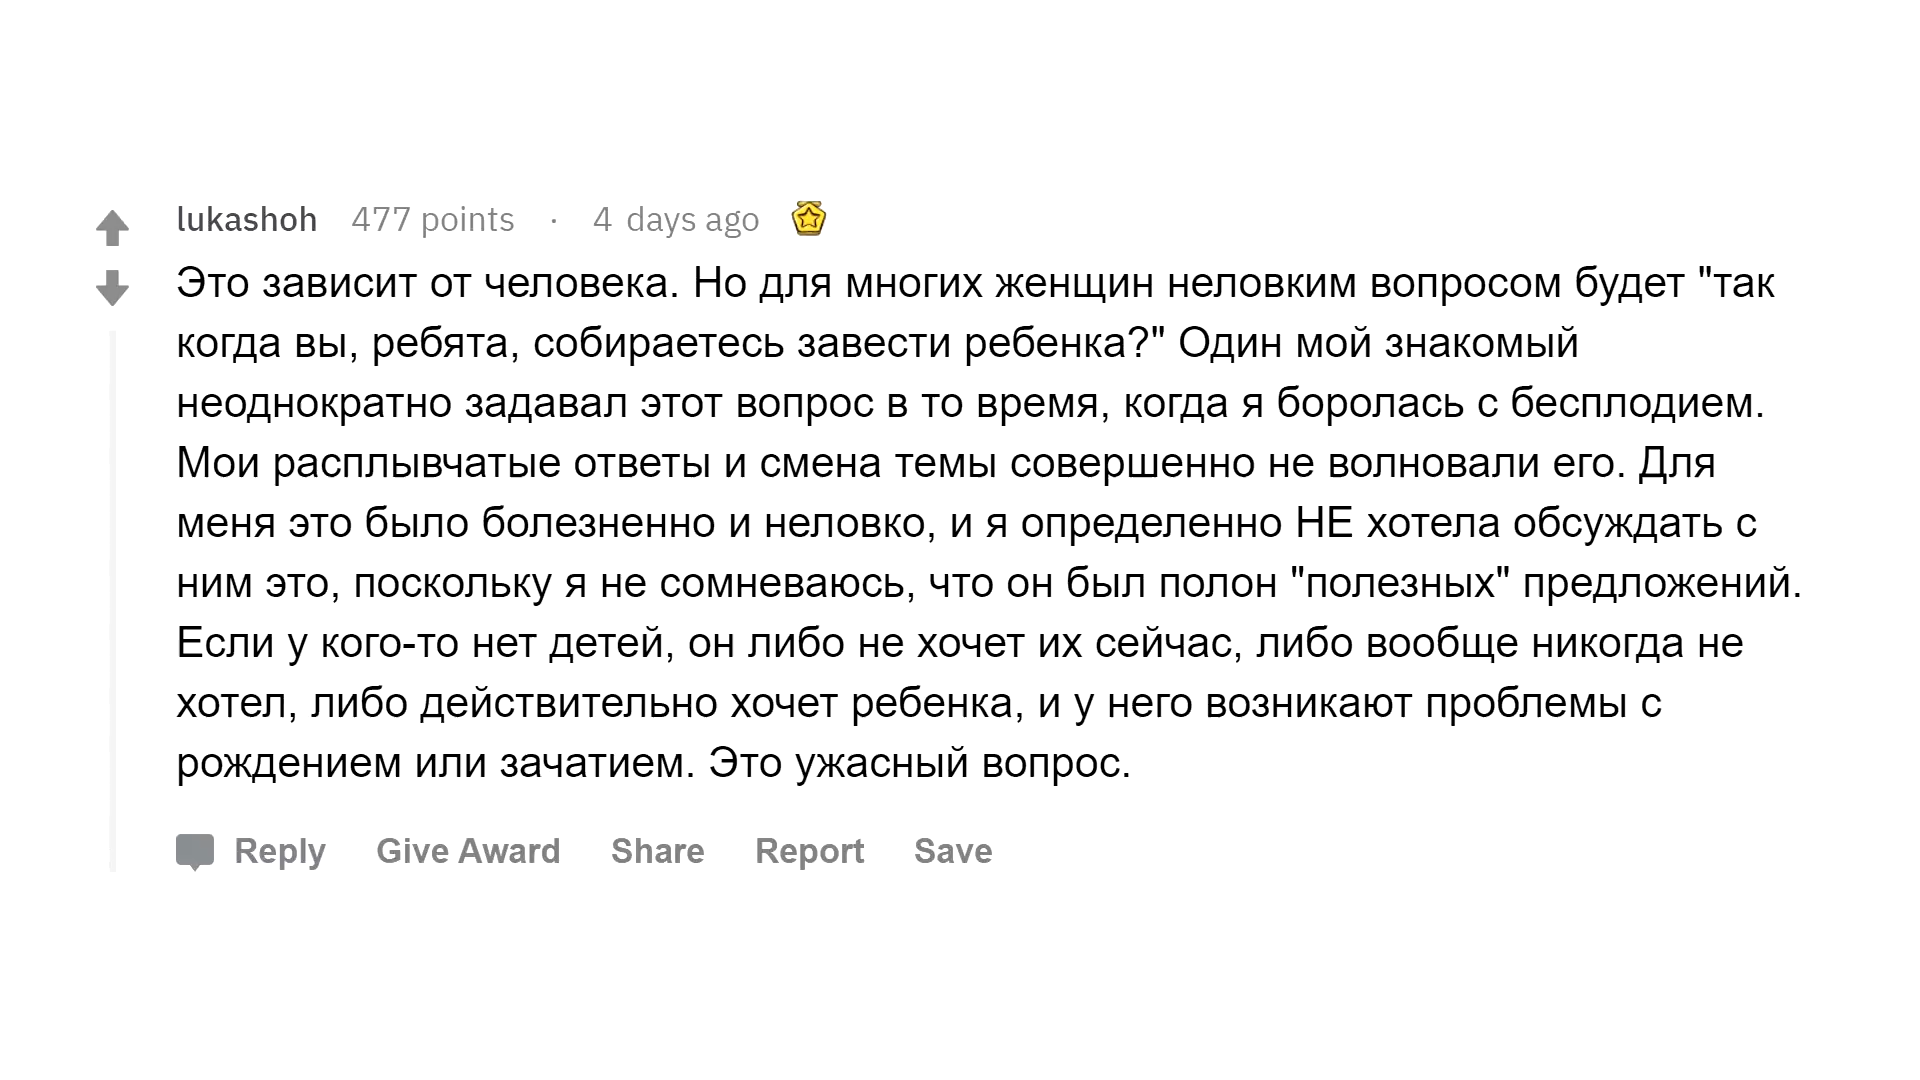 lukashoh 477 points · 4 days ago
Это зависит от человека. Но для многих женщин неловким вопросом будет "так
когда вы, ребята, собираетесь завести ребенка?" Один мой знакомый
неоднократно задавал этот вопрос в то время, когда я боролась с бесплодием.
Мои расплывчатые ответы и смена темы совершенно не волновали его. Для
меня это было болезненно и неловко, и я определенно НЕ хотела обсуждать с
ним это, поскольку я не сомневаюсь, что он был полон "полезных" предложений.
Если у кого-то нет детей, он либо не хочет их сейчас, либо вообще никогда не
хотел, либо действительно хочет ребенка, и у него возникают проблемы с
рождением или зачатием. Это ужасный вопрос.
Reply Give Award Share Report Save